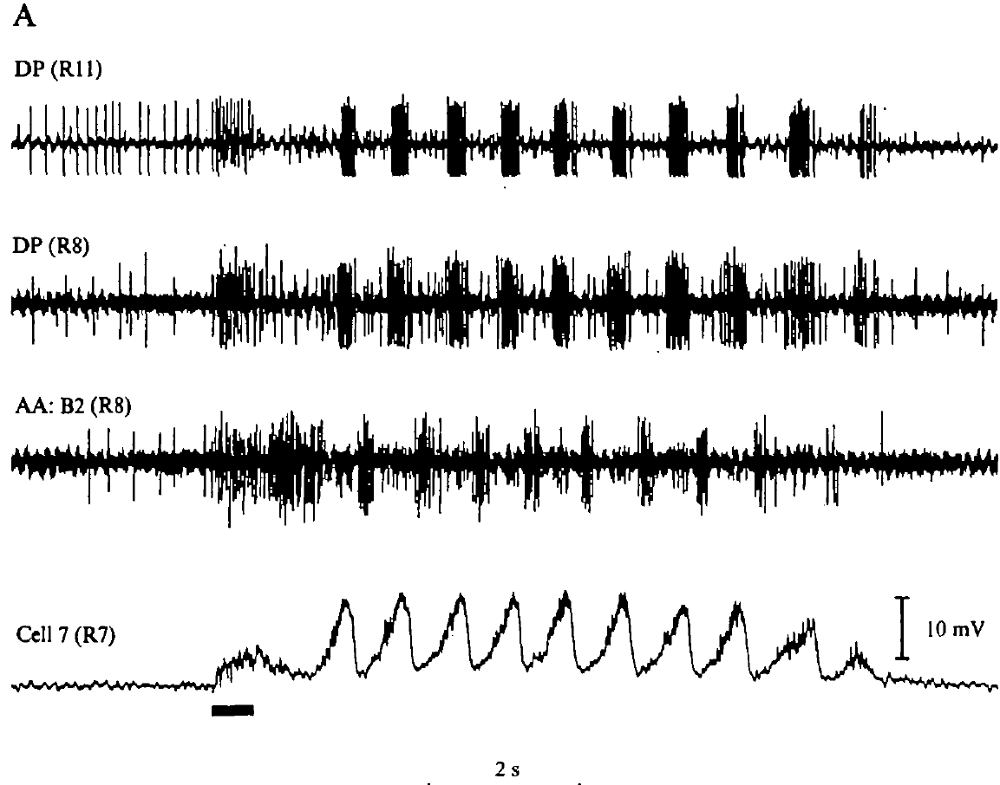 A
DP (R11)
DP (R8)
AA: B2 (R8)
Cell 7 (R7)
10 mV
2 s